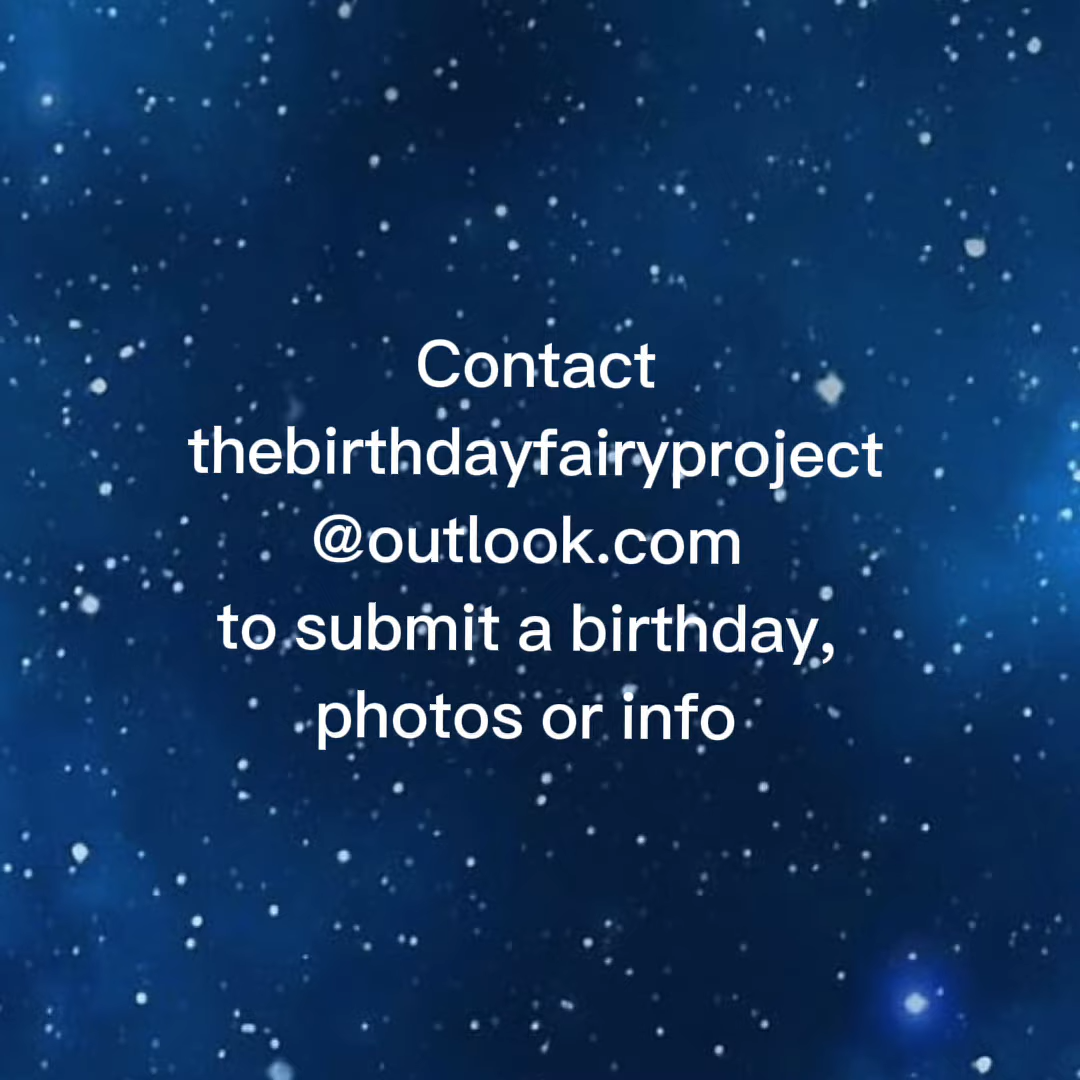 Contact
thebirthdayfairyproject
@outlook.com
to submit a birthday,
photos or info